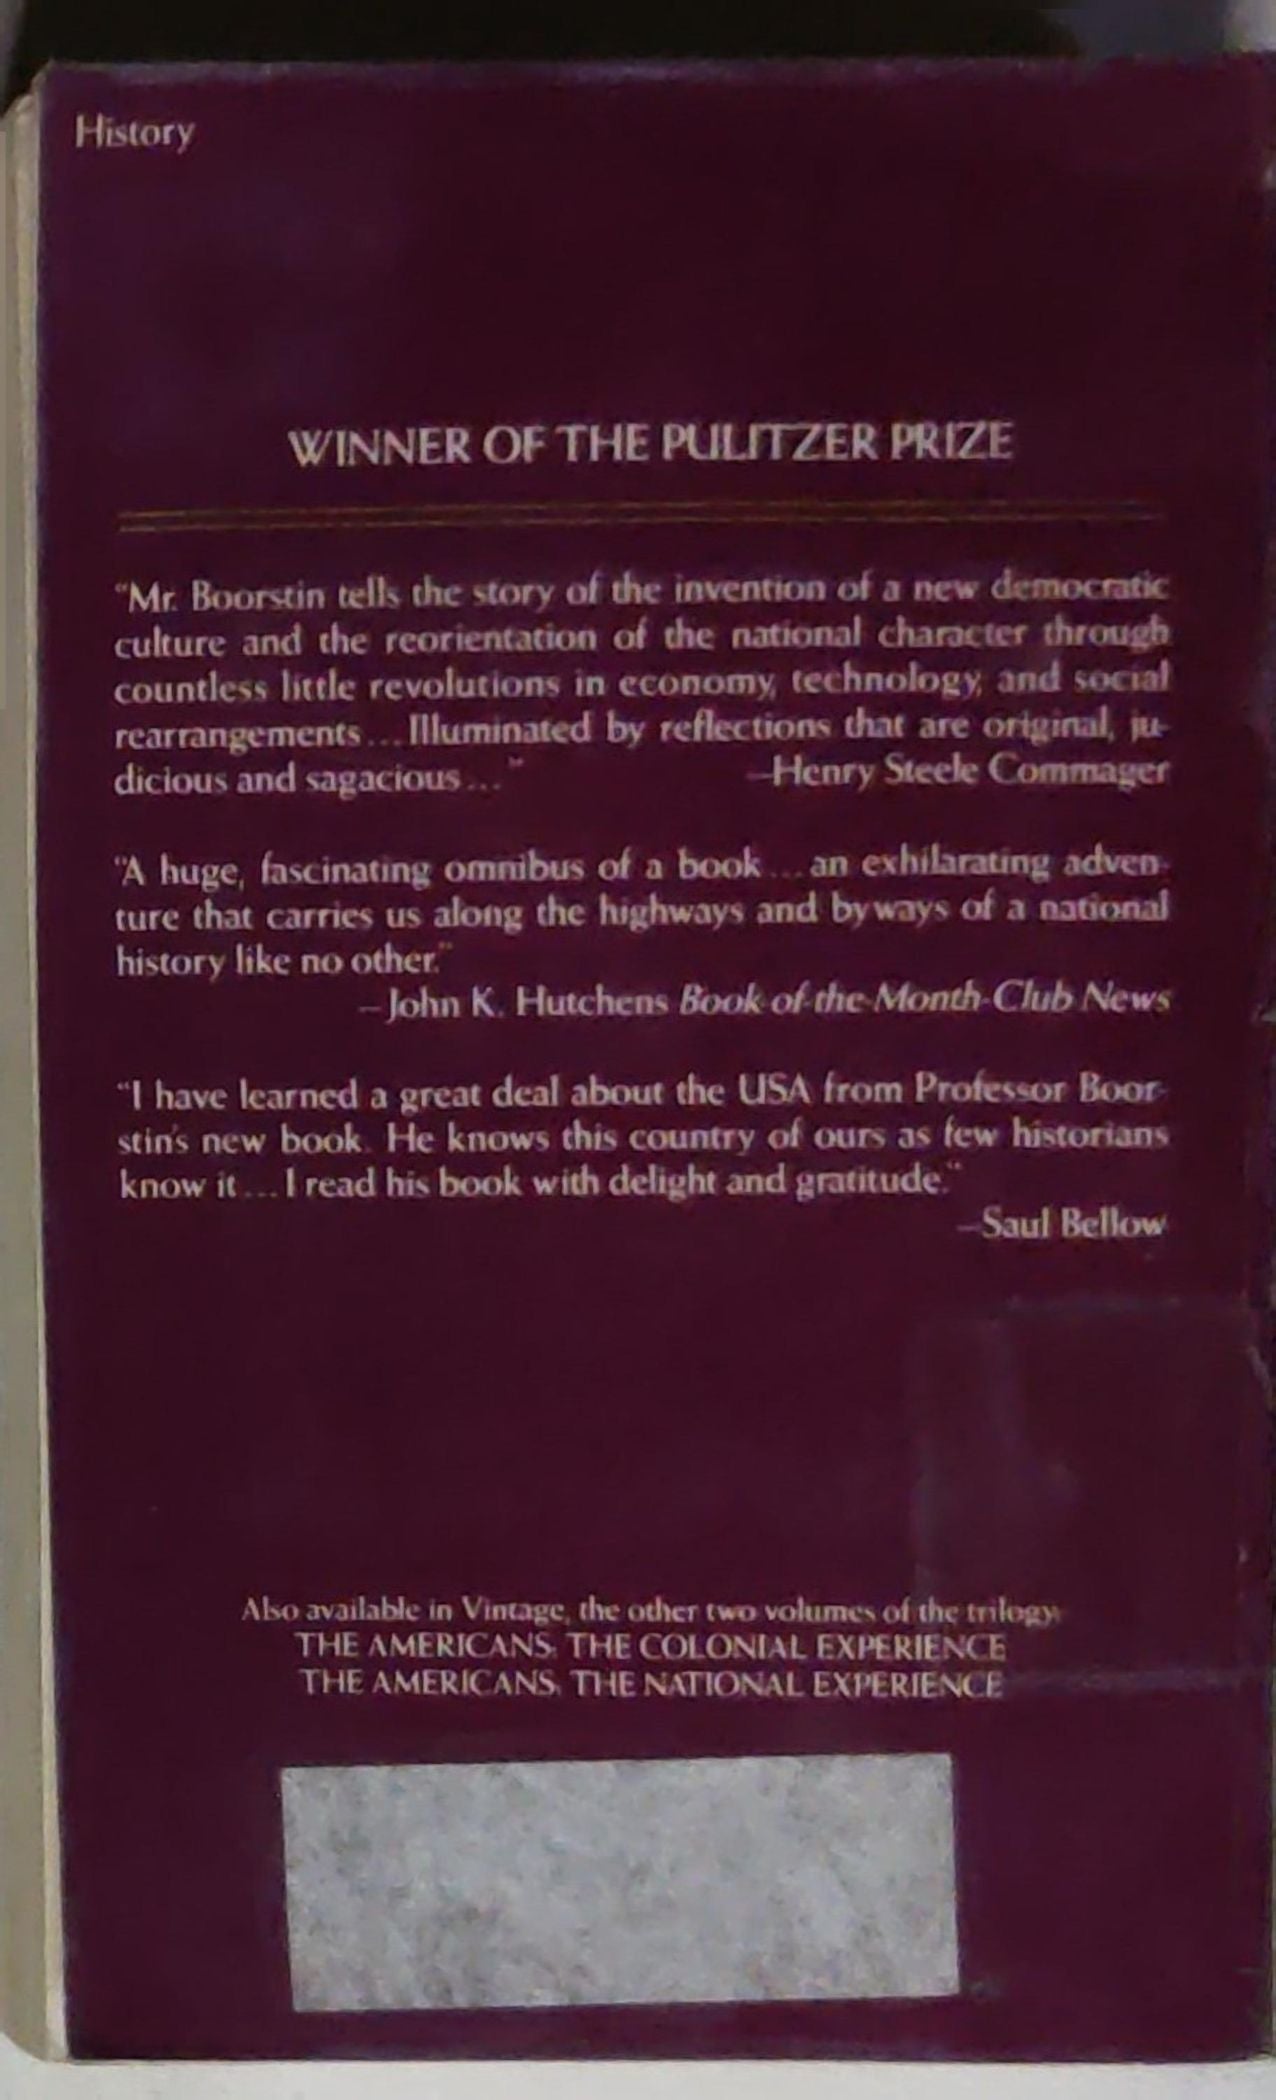 History
WINNER OF THE PULITZER PRIZE
"Mr. Boorstin tells the story of the invention of a new democratic
culture and the reorientation of the national character through
countless little revolutions in economy, technology, and social
rearrangements... Illuminated by reflections that are original, ju-
dicious and sagacious..." —Henry Steele Commager
"A huge, fascinating omnibus of a book...an exhilarating adven-
ture that carries us along the highways and byways of a national
history like no other."
—John K. Hutchens Book-of-the-Month-Club News
"I have learned a great deal about the USA from Professor Boor-
stin's new book. He knows this country of ours as few historians
know it...I read his book with delight and gratitude."
—Saul Bellow
Also available in Vintage, the other two volumes of the trilogy:
THE AMERICANS: THE COLONIAL EXPERIENCE
THE AMERICANS: THE NATIONAL EXPERIENCE